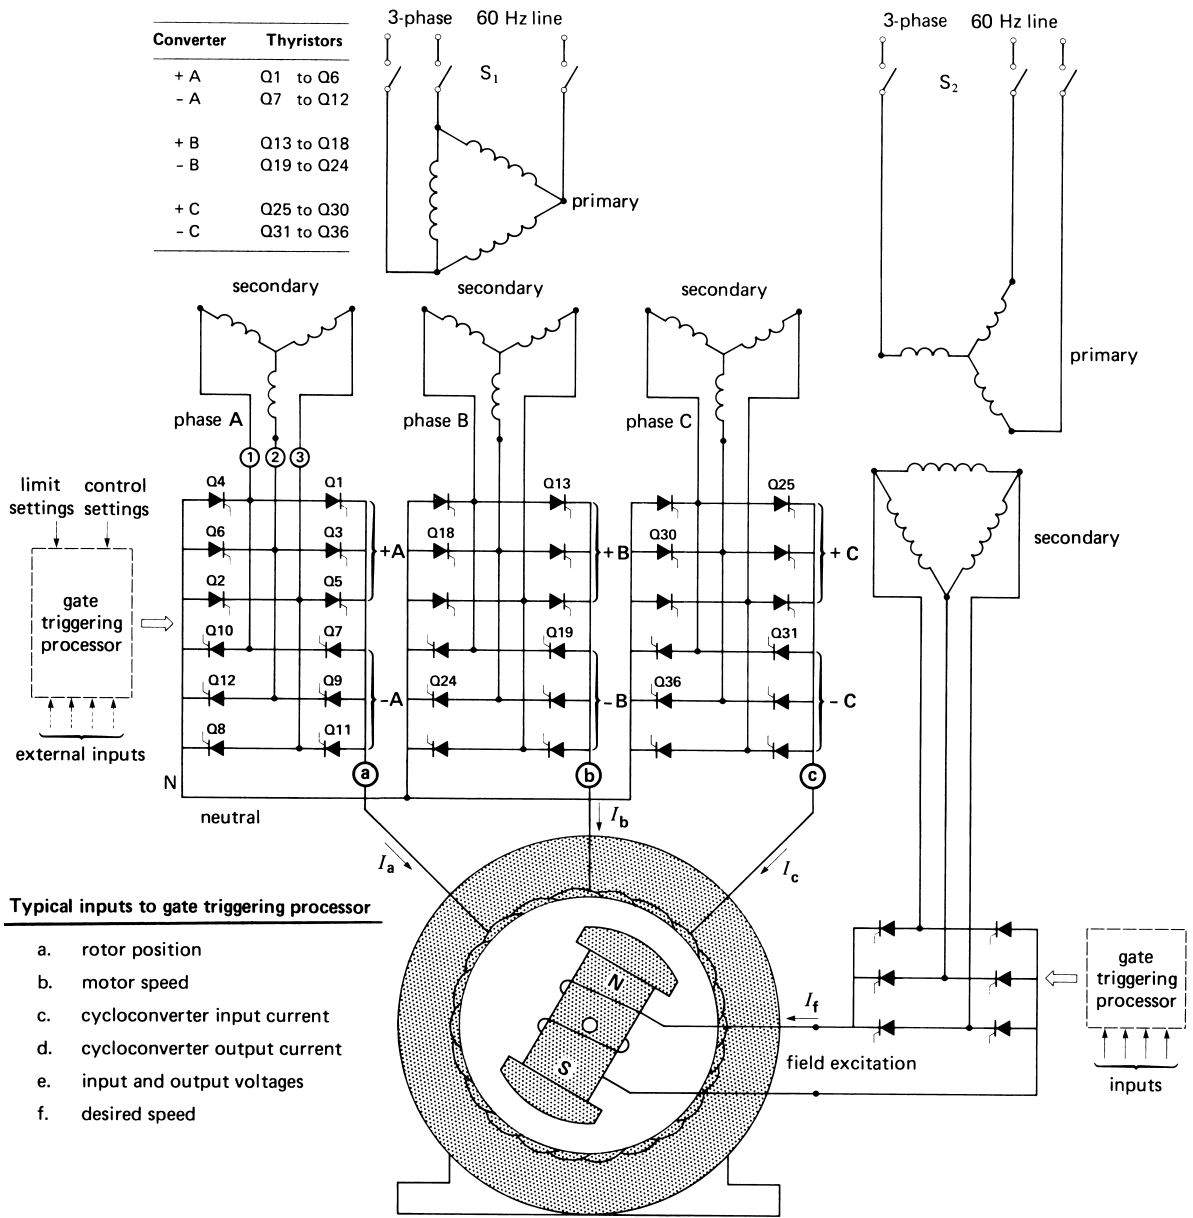 3-phase 60 Hz line
3-phase 60 Hz line
Converter Thyristors
+ A Q1 to Q6
– A Q7 to Q12
+ B Q13 to Q18
– B Q19 to Q24
+ C Q25 to Q30
– C Q31 to Q36
S1
S2
primary
secondary
secondary
secondary
primary
phase A
phase B
phase C
1 2 3
limit settings
control settings
gate triggering processor
external inputs
Q4 Q1
Q6 Q3
Q2 Q5
Q10 Q7
Q12 Q9
Q8 Q11
+A
–A
Q13
Q18
Q19
Q24
+B
–B
Q25
Q30
Q31
Q36
+ C
– C
secondary
N
neutral
a
b
c
Ia
Ib
Ic
N
S
If
field excitation
gate triggering processor
inputs
Typical inputs to gate triggering processor
a. rotor position
b. motor speed
c. cycloconverter input current
d. cycloconverter output current
e. input and output voltages
f. desired speed